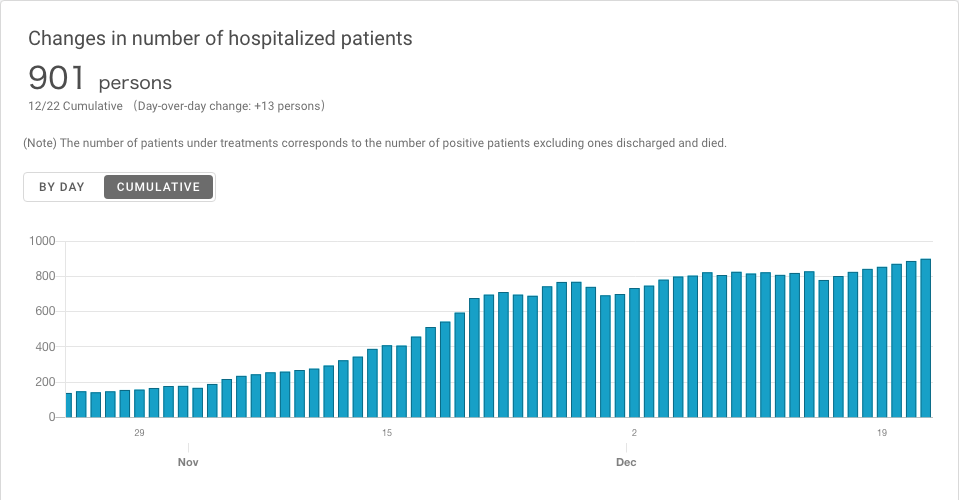 Changes in number of hospitalized patients
901 persons
12/22 Cumulative (Day-over-day change: +13 persons)
(Note) The number of patients under treatments corresponds to the number of positive patients excluding ones discharged and died.
BY DAY CUMULATIVE
1000
800
600
400
200
0
29 15 2 19
Nov Dec